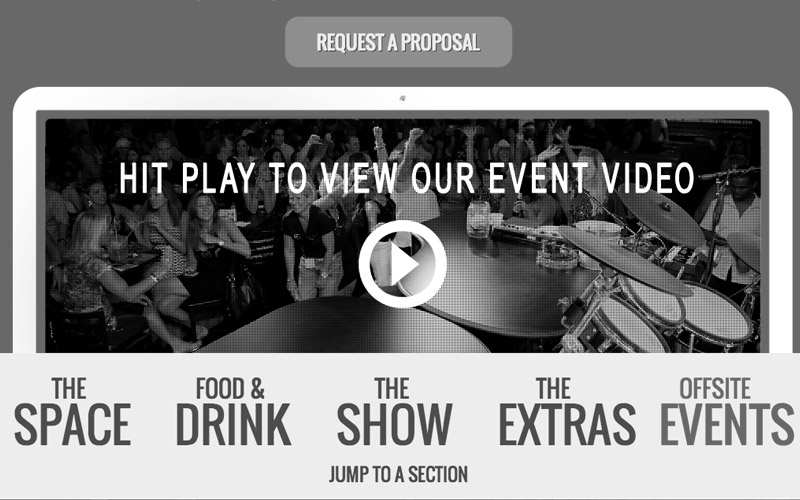 REQUEST A PROPOSAL
HIT PLAY TO VIEW OUR EVENT VIDEO
THE SPACE
FOOD & DRINK
THE SHOW
THE EXTRAS
OFFSITE EVENTS
JUMP TO A SECTION